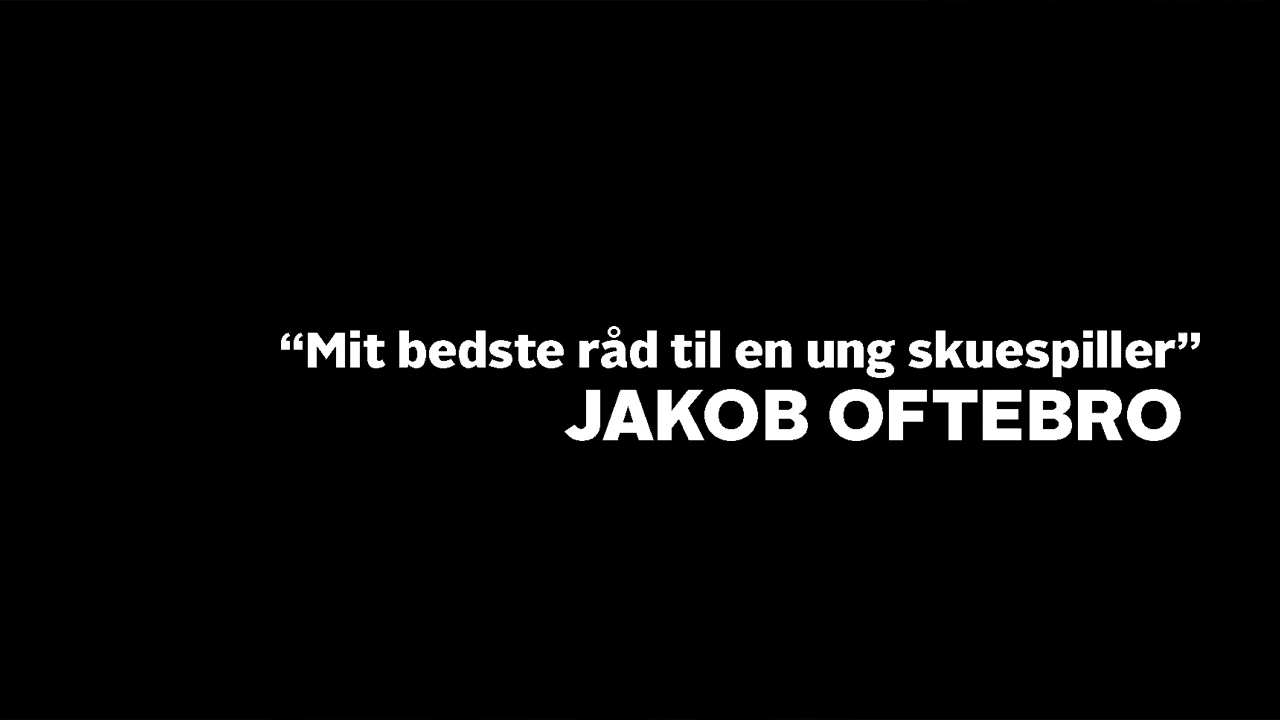 “Mit bedste råd til en ung skuespiller”
JAKOB OFTEBRO